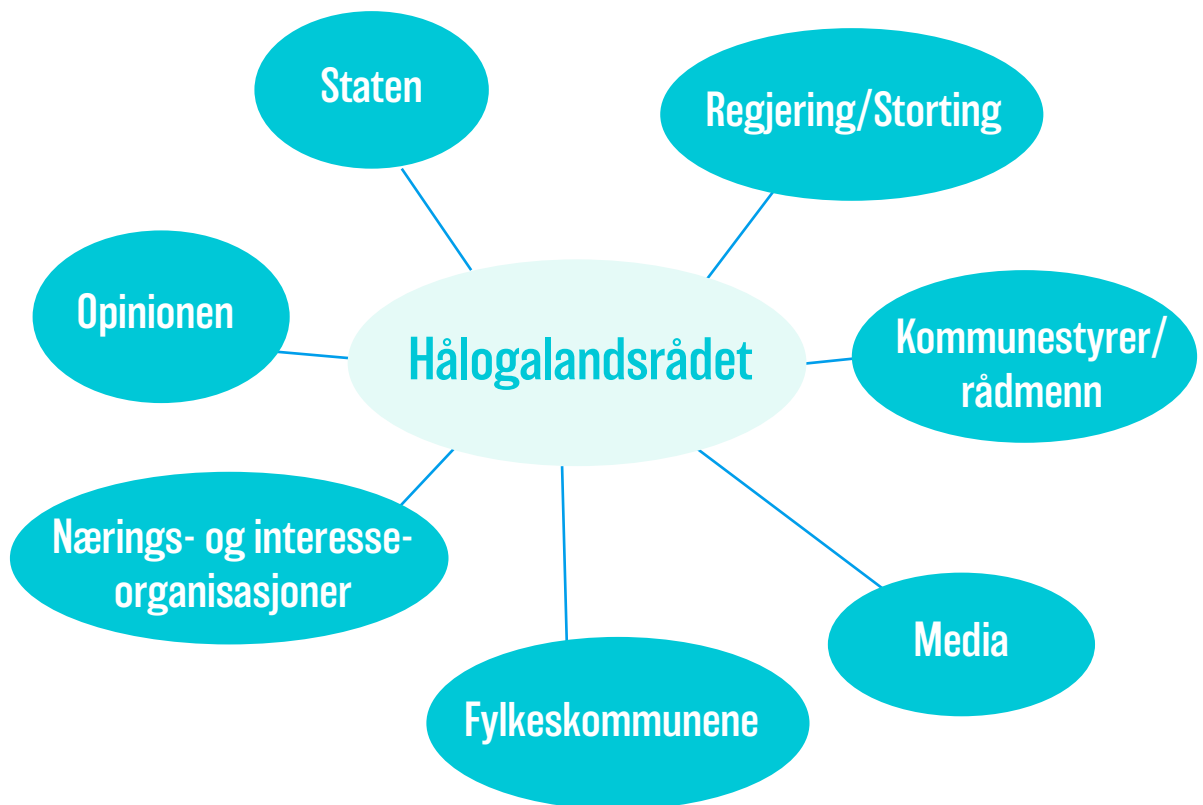 Staten
Regjering/Storting
Opinionen
Hålogalandsrådet
Kommunestyrer/
rådmenn
Nærings- og interesse-
organisasjoner
Media
Fylkeskommunene